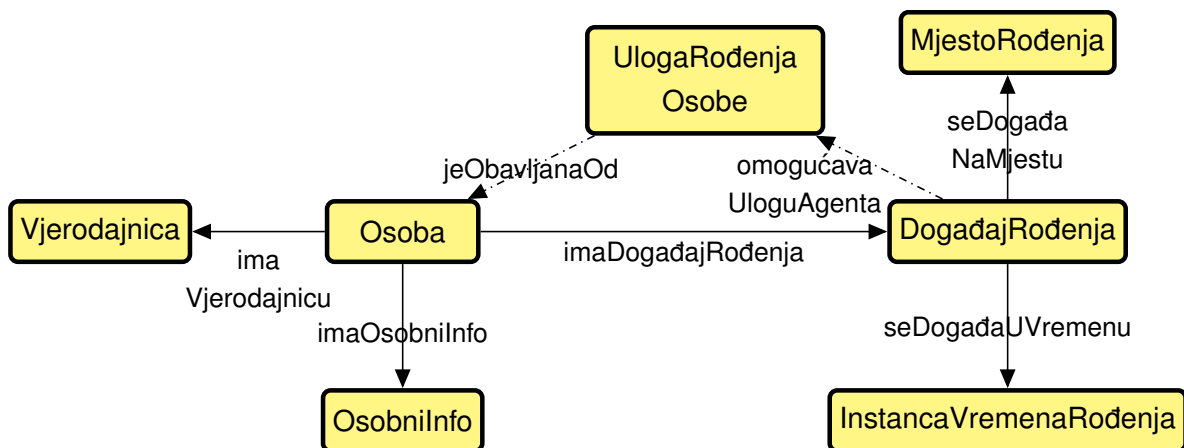 UlogaRođenja
Osobe
MjestoRođenja
seDogađa
NaMjestu
jeObavljanaOd
omogućava
UloguAgenta
Vjerodajnica
Osoba
DogađajRođenja
ima
Vjerodajnicu
imaDogađajRođenja
imaOsobniInfo
seDogađaUVremenu
OsobniInfo
InstancaVremenaRođenja